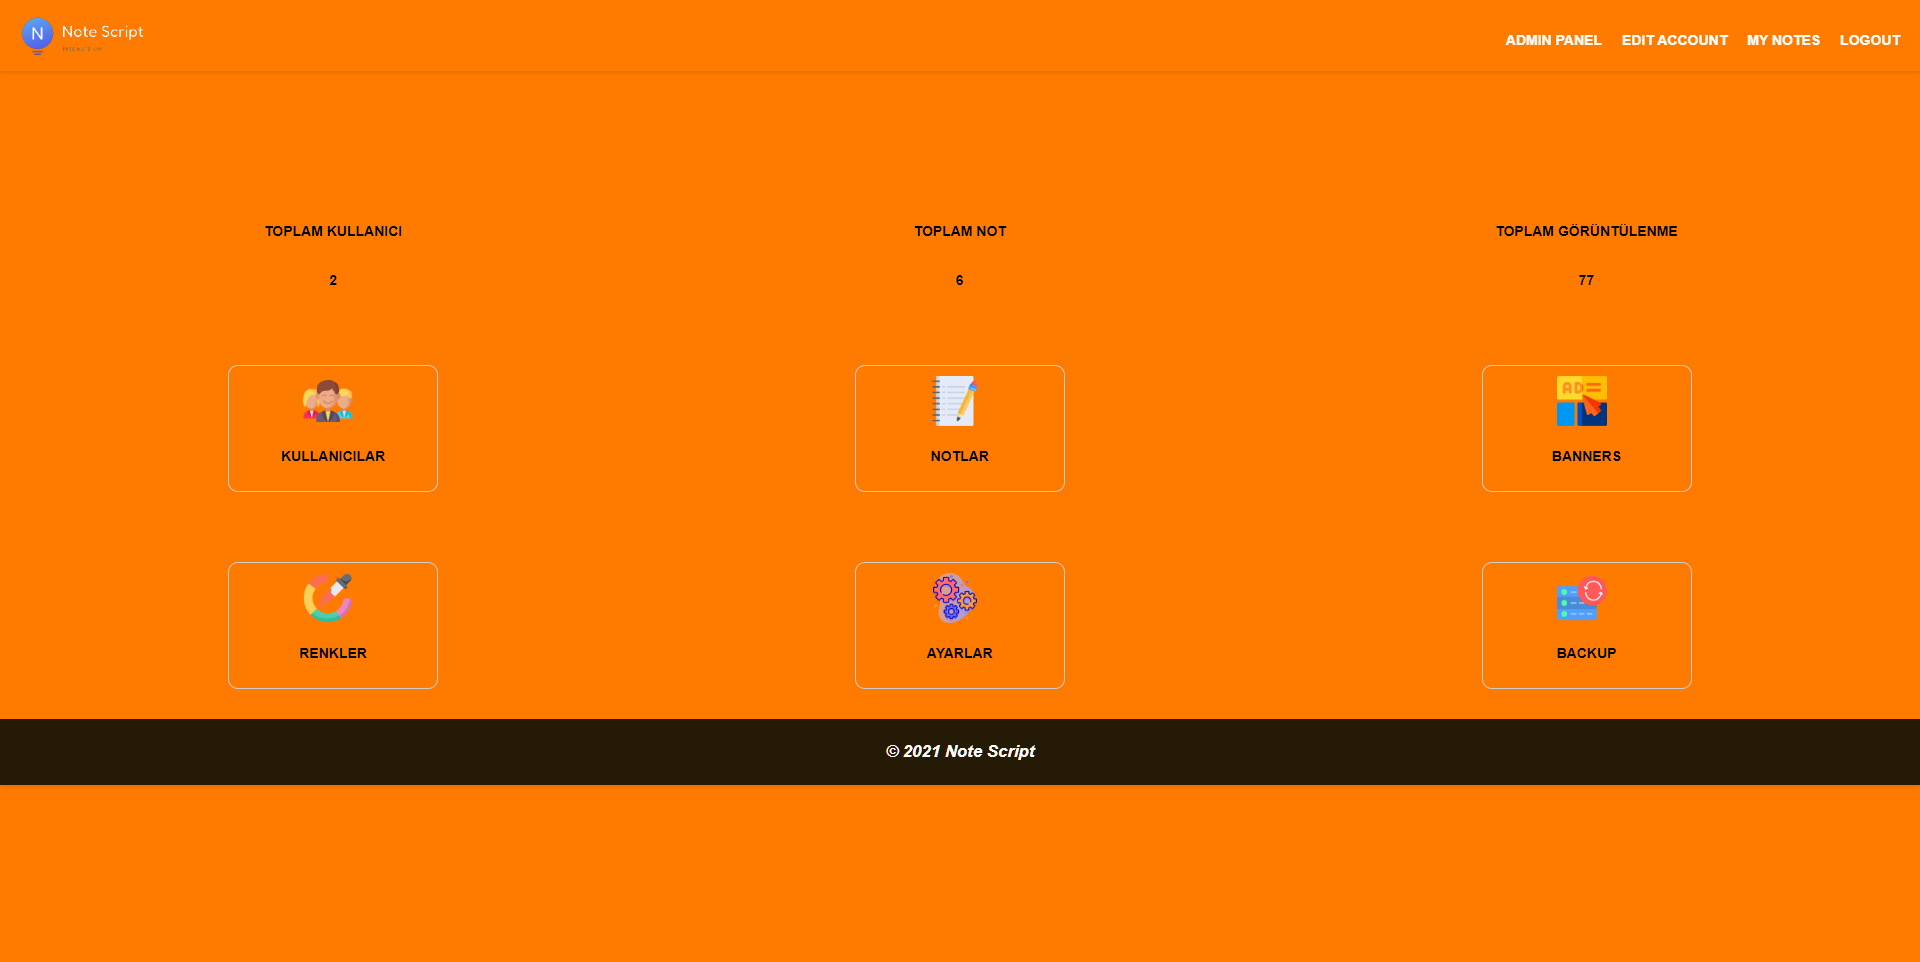 N Note Script
ADMIN PANEL EDIT ACCOUNT MY NOTES LOGOUT
TOPLAM KULLANICI TOPLAM NOT TOPLAM GÖRÜNTÜLENME
2 6 77
AD
KULLANICILAR NOTLAR BANNERS
RENKLER AYARLAR BACKUP
© 2021 Note Script